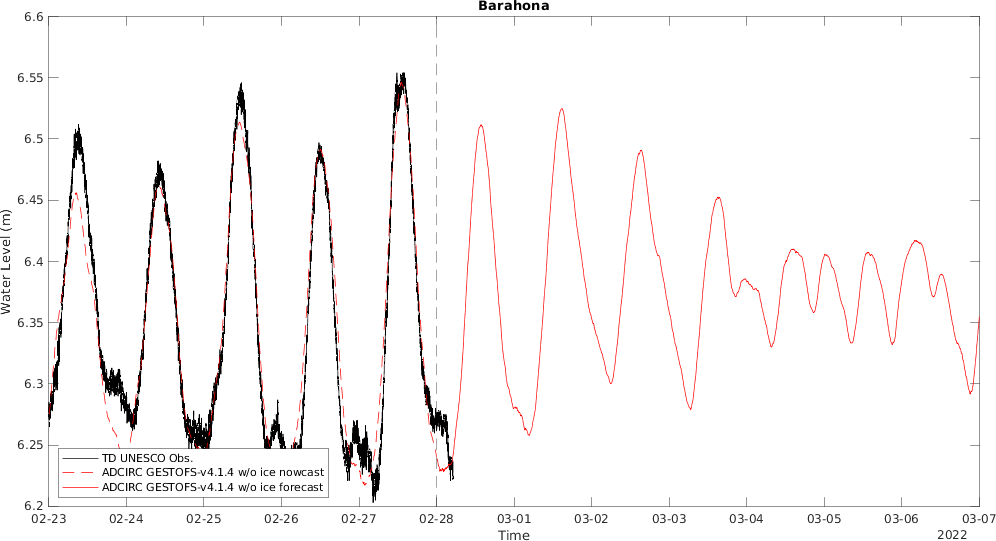 Barahona
6.6
6.55
6.5
6.45
6.4
6.35
6.3
6.25
6.2
Water Level (m)
TD UNESCO Obs.
ADCIRC GESTOFS-v4.1.4 w/o ice nowcast
ADCIRC GESTOFS-v4.1.4 w/o ice forecast
02-23 02-24 02-25 02-26 02-27 02-28 03-01 03-02 03-03 03-04 03-05 03-06 03-07
Time
2022